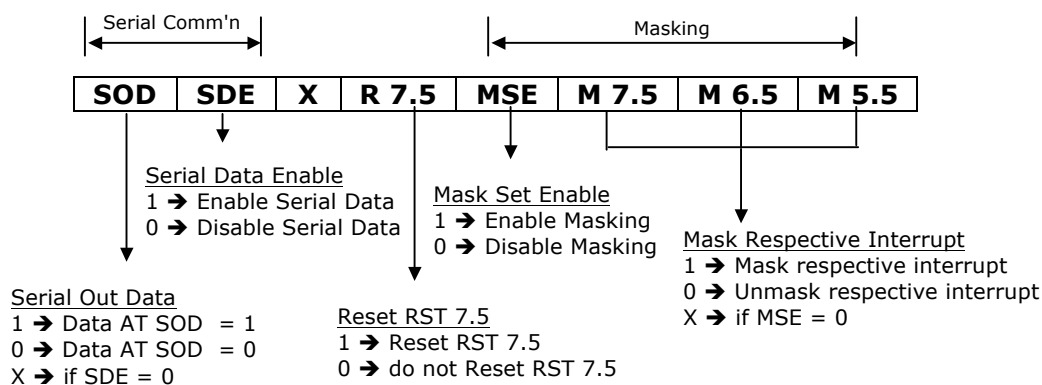 Serial Comm'n
Masking
SOD SDE X R 7.5 MSE M 7.5 M 6.5 M 5.5
Serial Data Enable
1 ➔ Enable Serial Data
0 ➔ Disable Serial Data
Mask Set Enable
1 ➔ Enable Masking
0 ➔ Disable Masking
Mask Respective Interrupt
1 ➔ Mask respective interrupt
0 ➔ Unmask respective interrupt
X ➔ if MSE = 0
Serial Out Data
1 ➔ Data AT SOD = 1
0 ➔ Data AT SOD = 0
X ➔ if SDE = 0
Reset RST 7.5
1 ➔ Reset RST 7.5
0 ➔ do not Reset RST 7.5